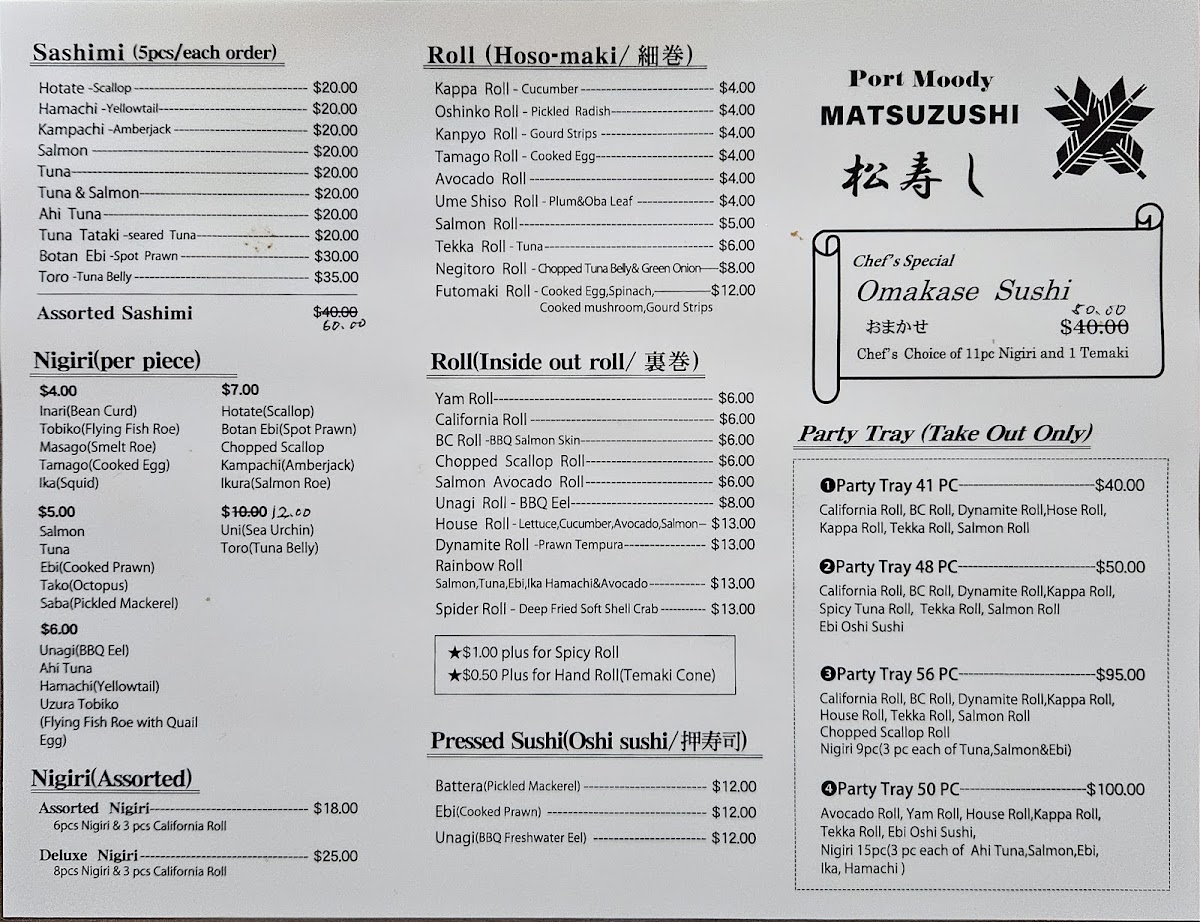 Sashimi (5pcs/each order)
Hotate -Scallop $20.00
Hamachi -Yellowtail $20.00
Kampachi -Amberjack $20.00
Salmon $20.00
Tuna $20.00
Tuna & Salmon $20.00
Ahi Tuna $20.00
Tuna Tataki -seared Tuna $20.00
Botan Ebi -Spot Prawn $30.00
Toro -Tuna Belly $35.00
Assorted Sashimi $40.00
60.00
Nigiri(per piece)
$4.00
Inari(Bean Curd)
Tobiko(Flying Fish Roe)
Masago(Smelt Roe)
Tamago(Cooked Egg)
Ika(Squid)
$5.00
Salmon
Tuna
Ebi(Cooked Prawn)
Tako(Octopus)
Saba(Pickled Mackerel)
$6.00
Unagi(BBQ Eel)
Ahi Tuna
Hamachi(Yellowtail)
Uzura Tobiko
(Flying Fish Roe with Quail
Egg)
$7.00
Hotate(Scallop)
Botan Ebi(Spot Prawn)
Chopped Scallop
Kampachi(Amberjack)
Ikura(Salmon Roe)
$10.00 12.00
Uni(Sea Urchin)
Toro(Tuna Belly)
Nigiri(Assorted)
Assorted Nigiri $18.00
6pcs Nigiri & 3 pcs California Roll
Deluxe Nigiri $25.00
8pcs Nigiri & 3 pcs California Roll
Roll (Hoso-maki/ 細巻)
Kappa Roll - Cucumber $4.00
Oshinko Roll - Pickled Radish $4.00
Kanpyo Roll - Gourd Strips $4.00
Tamago Roll - Cooked Egg $4.00
Avocado Roll $4.00
Ume Shiso Roll - Plum&Oba Leaf $4.00
Salmon Roll $5.00
Tekka Roll - Tuna $6.00
Negitoro Roll - Chopped Tuna Belly& Green Onion $8.00
Futomaki Roll - Cooked Egg,Spinach, $12.00
Cooked mushroom,Gourd Strips
Roll(Inside out roll/ 裏巻)
Yam Roll $6.00
California Roll $6.00
BC Roll -BBQ Salmon Skin $6.00
Chopped Scallop Roll $6.00
Salmon Avocado Roll $6.00
Unagi Roll - BBQ Eel $8.00
House Roll - Lettuce,Cucumber,Avocado,Salmon $13.00
Dynamite Roll -Prawn Tempura $13.00
Rainbow Roll
Salmon,Tuna,Ebi,Ika Hamachi&Avocado $13.00
Spider Roll - Deep Fried Soft Shell Crab $13.00
★$1.00 plus for Spicy Roll
★$0.50 Plus for Hand Roll(Temaki Cone)
Pressed Sushi(Oshi sushi/押寿司)
Battera(Pickled Mackerel) $12.00
Ebi(Cooked Prawn) $12.00
Unagi(BBQ Freshwater Eel) $12.00
Port Moody
MATSUZUSHI
松寿し
Chef's Special
Omakase Sushi
50.00
おまかせ $40.00
Chef's Choice of 11pc Nigiri and 1 Temaki
Party Tray (Take Out Only)
❶Party Tray 41 PC $40.00
California Roll, BC Roll, Dynamite Roll,Hose Roll,
Kappa Roll, Tekka Roll, Salmon Roll
❷Party Tray 48 PC $50.00
California Roll, BC Roll, Dynamite Roll,Kappa Roll,
Spicy Tuna Roll, Tekka Roll, Salmon Roll
Ebi Oshi Sushi
❸Party Tray 56 PC $95.00
California Roll, BC Roll, Dynamite Roll,Kappa Roll,
House Roll, Tekka Roll, Salmon Roll
Chopped Scallop Roll
Nigiri 9pc(3 pc each of Tuna,Salmon&Ebi)
❹Party Tray 50 PC $100.00
Avocado Roll, Yam Roll, House Roll,Kappa Roll,
Tekka Roll, Ebi Oshi Sushi,
Nigiri 15pc(3 pc each of Ahi Tuna,Salmon,Ebi,
Ika, Hamachi )